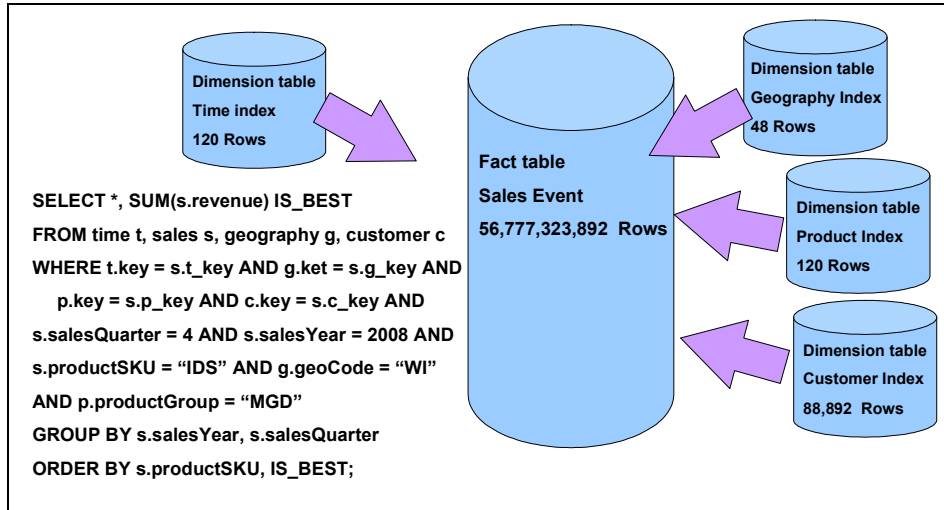 Dimension table
Time index
120 Rows
Fact table
Sales Event
56,777,323,892 Rows
Dimension table
Geography Index
48 Rows
Dimension table
Product Index
120 Rows
Dimension table
Customer Index
88,892 Rows
SELECT *, SUM(s.revenue) IS_BEST
FROM time t, sales s, geography g, customer c
WHERE t.key = s.t_key AND g.ket = s.g_key AND
p.key = s.p_key AND c.key = s.c_key AND
s.salesQuarter = 4 AND s.salesYear = 2008 AND
s.productSKU = “IDS” AND g.geoCode = “WI”
AND p.productGroup = “MGD”
GROUP BY s.salesYear, s.salesQuarter
ORDER BY s.productSKU, IS_BEST;